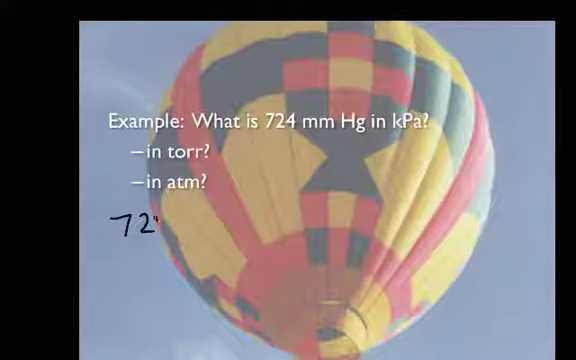 Example: What is 724 mm Hg in kPa?
– in torr?
– in atm?
72